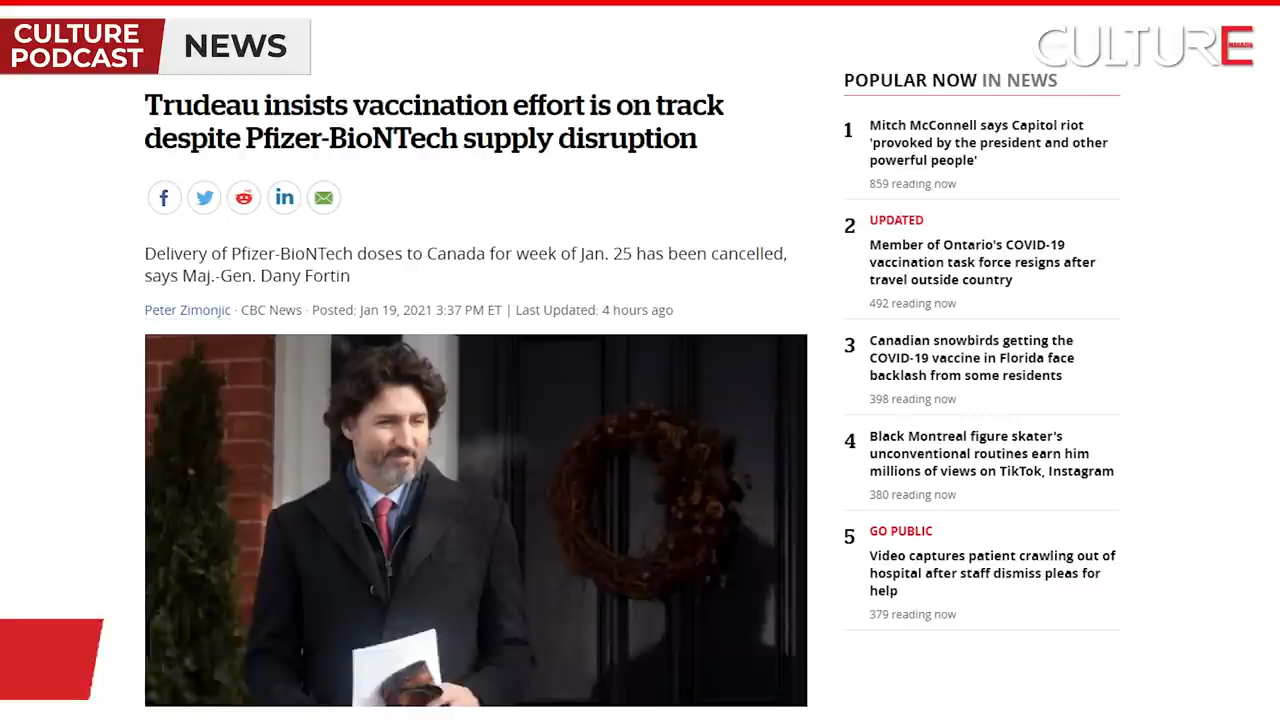 CULTURE
PODCAST
NEWS
CULTURE
MAGAZIN
Trudeau insists vaccination effort is on track
despite Pfizer-BioNTech supply disruption
Delivery of Pfizer-BioNTech doses to Canada for week of Jan. 25 has been cancelled,
says Maj.-Gen. Dany Fortin
Peter Zimonjic · CBC News · Posted: Jan 19, 2021 3:37 PM ET | Last Updated: 4 hours ago
POPULAR NOW IN NEWS
1
Mitch McConnell says Capitol riot
'provoked by the president and other
powerful people'
859 reading now
2
UPDATED
Member of Ontario's COVID-19
vaccination task force resigns after
travel outside country
492 reading now
3
Canadian snowbirds getting the
COVID-19 vaccine in Florida face
backlash from some residents
398 reading now
4
Black Montreal figure skater's
unconventional routines earn him
millions of views on TikTok, Instagram
380 reading now
5
GO PUBLIC
Video captures patient crawling out of
hospital after staff dismiss pleas for
help
379 reading now